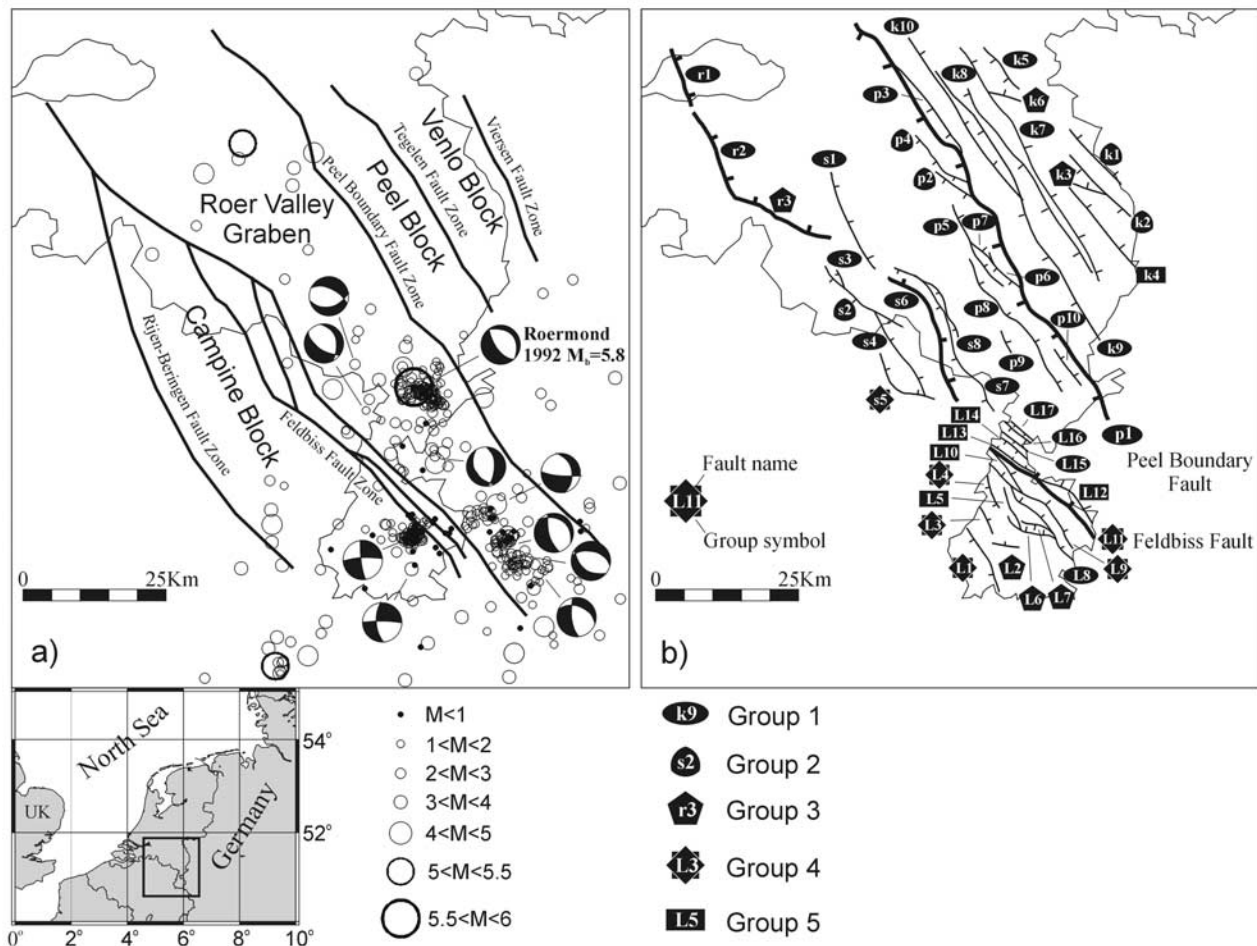 Roer Valley
Graben
Peel Boundary Fault Zone
Peel Block
Tegelen Fault Zone
Venlo Block
Viersen Fault Zone
Campine Block
Rijen-Beringen Fault Zone
Feldbiss Fault Zone
Roermond
1992 Mb=5.8
0 25Km
a)
k10
r1
k8
k5
p3
k6
k7
r2
p4
k1
s1
p2
k3
r3
p5
p7
k2
s3
p6
k4
s6
s2
p8
p10
s4
s8
p9
k9
s5
s7
L14
L17
p1
L13
L16
Peel Boundary
Fault
L10
L15
L4
Fault name
L11
L5
L12
Group symbol
L3
L11
Feldbiss Fault
L1
L2
L8
L9
L6
L7
0 25Km
b)
North Sea
UK
Germany
54°
52°
0° 2° 4° 6° 8° 10°
M<1
1<M<2
2<M<3
3<M<4
4<M<5
5<M<5.5
5.5<M<6
k9 Group 1
s2 Group 2
r3 Group 3
L3 Group 4
L5 Group 5